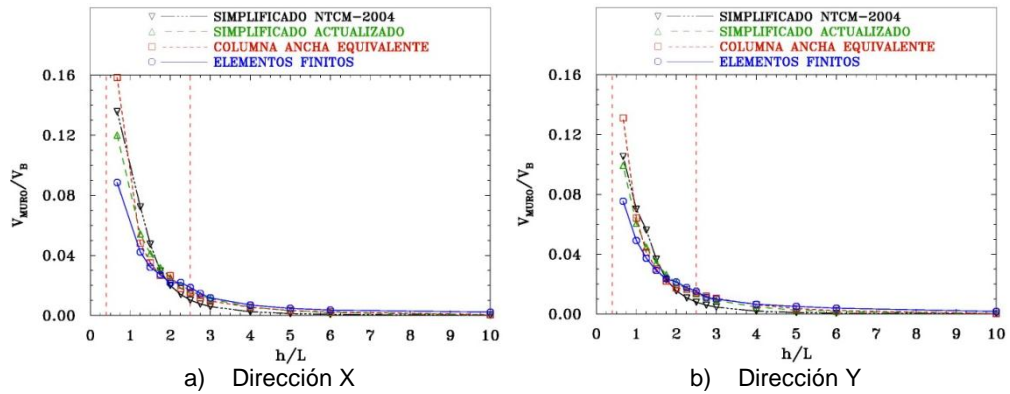 SIMPLIFICADO NTCM-2004
SIMPLIFICADO ACTUALIZADO
COLUMNA ANCHA EQUIVALENTE
ELEMENTOS FINITOS
0.16
0.12
0.08
0.04
0.00
V_MURO/V_B
0 1 2 3 4 5 6 7 8 9 10
h/L
a) Dirección X
SIMPLIFICADO NTCM-2004
SIMPLIFICADO ACTUALIZADO
COLUMNA ANCHA EQUIVALENTE
ELEMENTOS FINITOS
0.16
0.12
0.08
0.04
0.00
V_MURO/V_B
0 1 2 3 4 5 6 7 8 9 10
h/L
b) Dirección Y